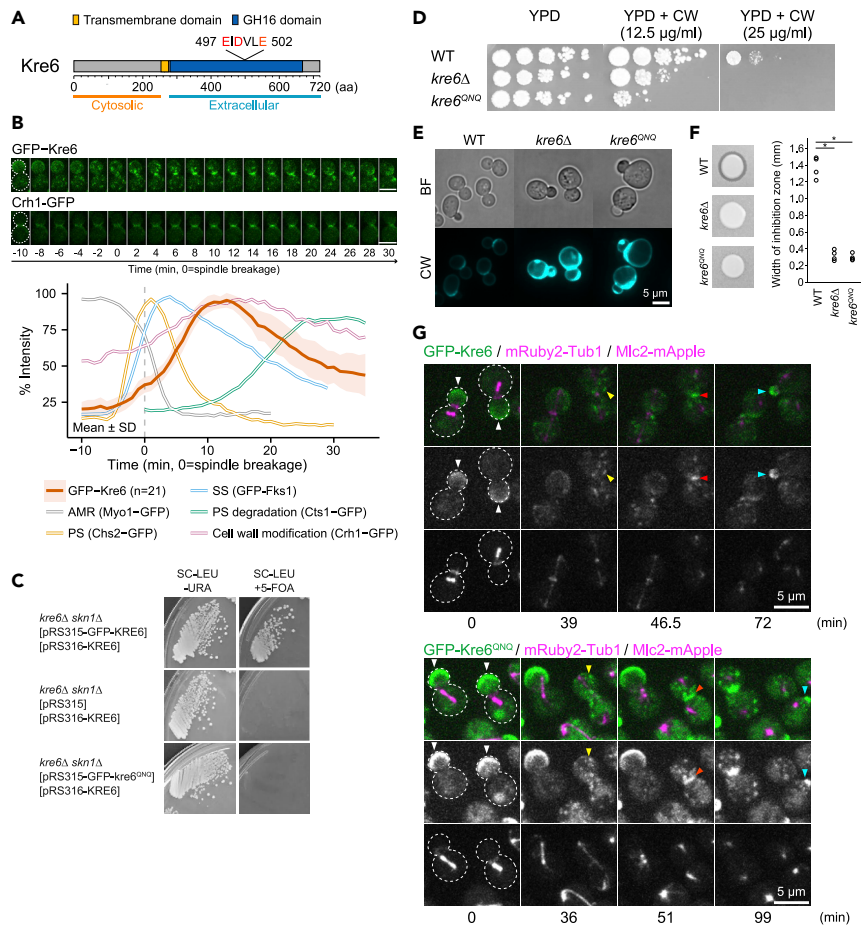 A
Transmembrane domain
GH16 domain
497 EIDVLE 502
Kre6
0 200 400 600 720 (aa)
Cytosolic
Extracellular
B
GFP−Kre6
Crh1-GFP
-10 -8 -6 -4 -2 0 2 4 6 8 10 12 14 16 18 20 22 24 26 28 30
Time (min, 0=spindle breakage)
% Intensity
100
75
50
25
Mean ± SD
−10 0 10 20 30
Time (min, 0=spindle breakage)
GFP−Kre6 (n=21)
SS (GFP−Fks1)
AMR (Myo1−GFP)
PS degradation (Cts1−GFP)
PS (Chs2−GFP)
Cell wall modification (Crh1−GFP)
C
SC-LEU
-URA
SC-LEU
+5-FOA
kre6Δ skn1Δ
[pRS315-GFP-KRE6]
[pRS316-KRE6]
kre6Δ skn1Δ
[pRS315]
[pRS316-KRE6]
kre6Δ skn1Δ
[pRS315-GFP-kre6QNQ]
[pRS316-KRE6]
D
YPD
YPD + CW
(12.5 µg/ml)
YPD + CW
(25 µg/ml)
WT
kre6Δ
kre6QNQ
E
WT kre6Δ kre6QNQ
BF
CW
5 µm
F
WT
kre6Δ
kre6QNQ
Width of inhibition zone (mm)
* *
1.6
1.4
1.2
1.0
0.8
0.6
0.4
0.2
0
WT
kre6Δ
kre6QNQ
G
GFP-Kre6 / mRuby2-Tub1 / Mlc2-mApple
5 µm
0 39 46.5 72 (min)
GFP-Kre6QNQ / mRuby2-Tub1/ Mlc2-mApple
5 µm
0 36 51 99 (min)